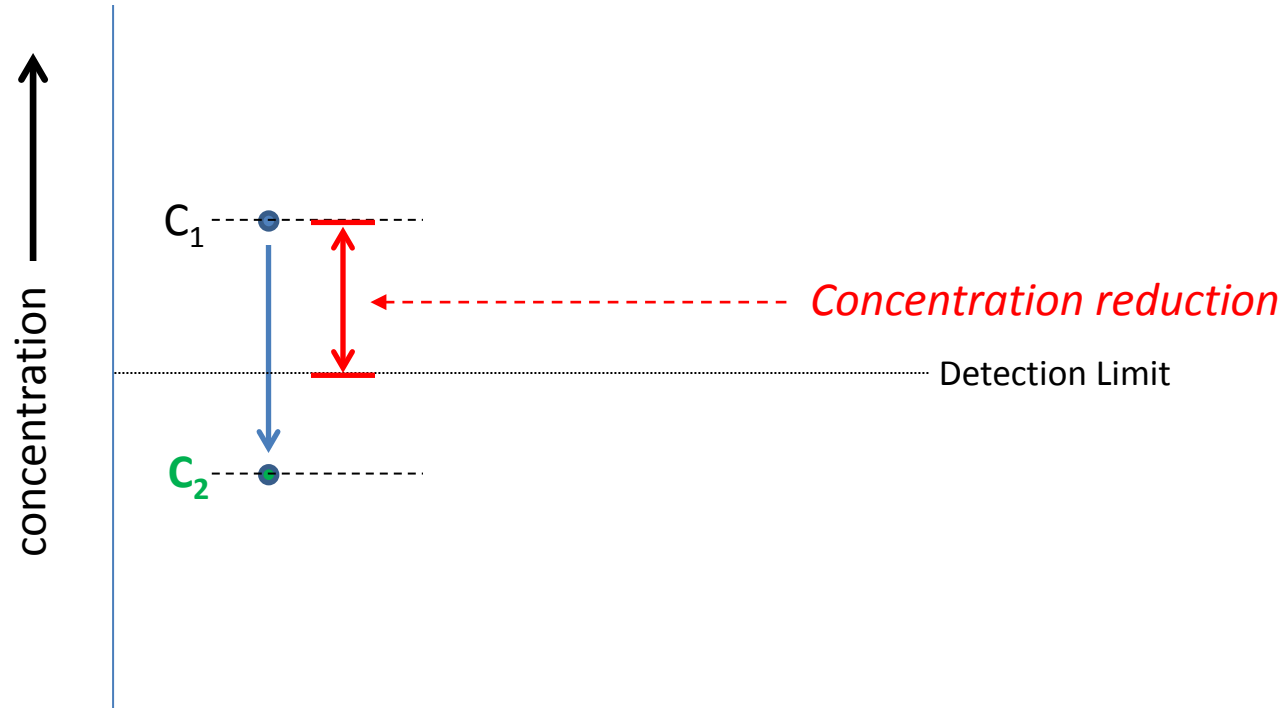 concentration
C₁
Concentration reduction
Detection Limit
C₂